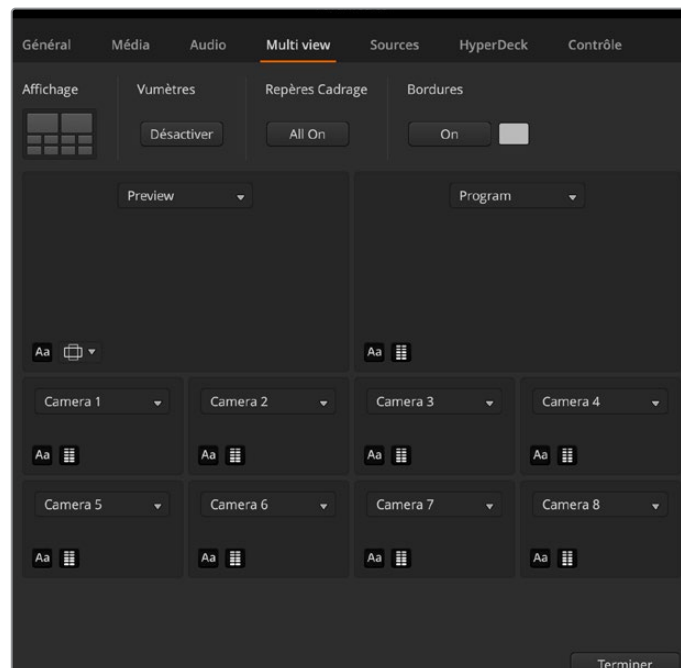 Général Média Audio Multi view Sources HyperDeck Contrôle
Affichage Vumètres Repères Cadrage Bordures
Désactiver All On On
Preview Program
Aa Aa
Camera 1 Camera 2 Camera 3 Camera 4
Aa Aa Aa Aa
Camera 5 Camera 6 Camera 7 Camera 8
Aa Aa Aa Aa
Terminer